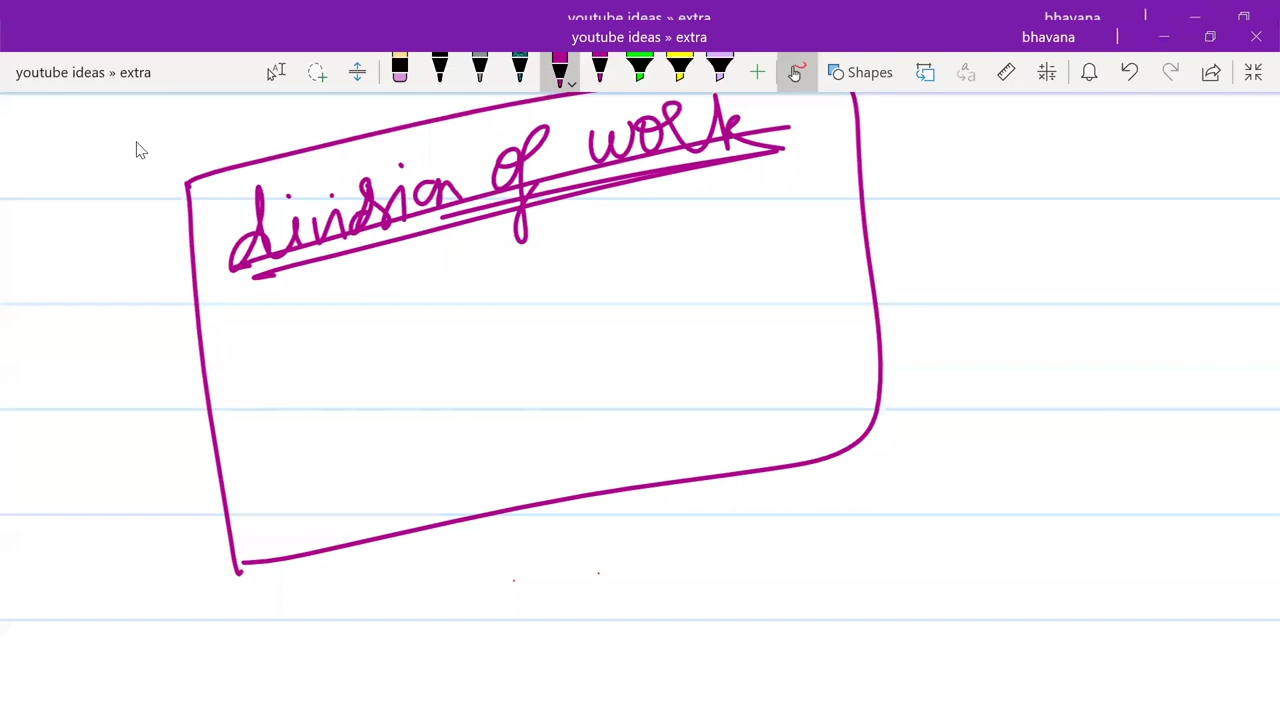 youtube ideas » extra bhavana
youtube ideas » extra bhavana
youtube ideas » extra Shapes
division of work